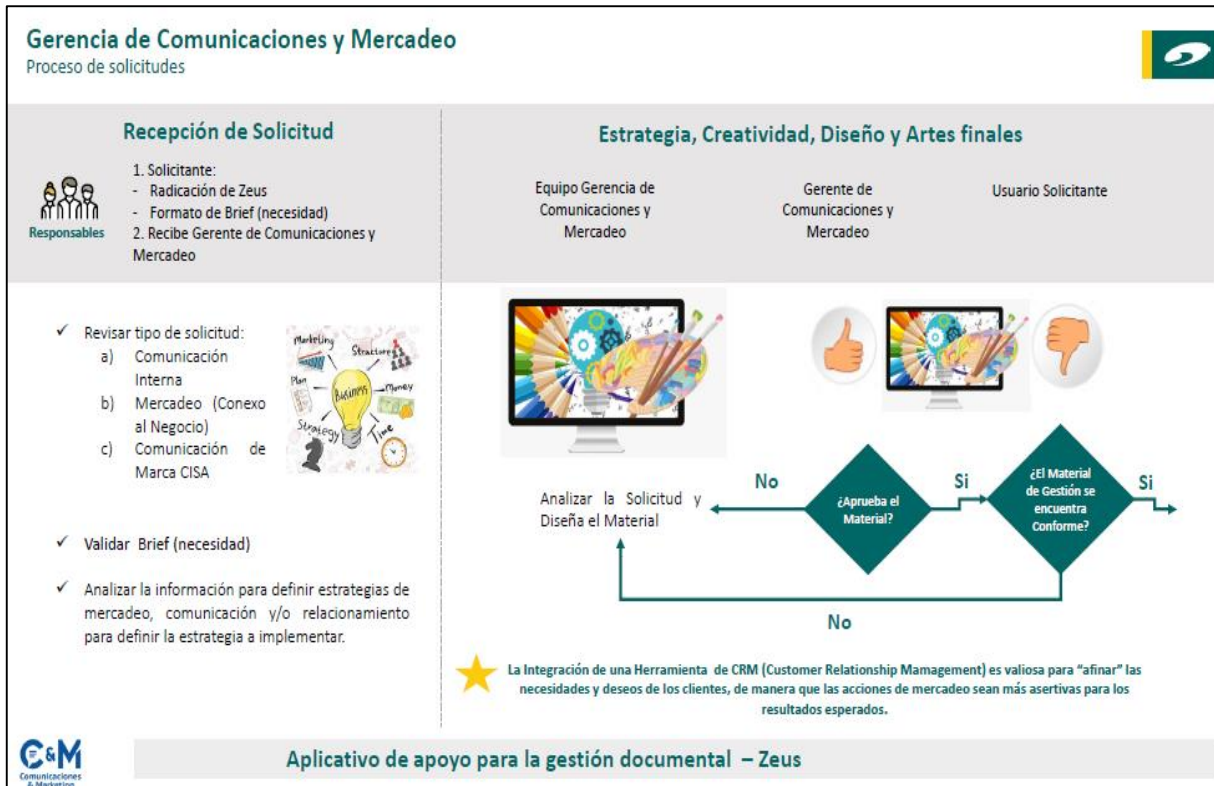 Gerencia de Comunicaciones y Mercadeo
Proceso de solicitudes
Recepción de Solicitud
Responsables
1. Solicitante:
- Radicación de Zeus
- Formato de Brief (necesidad)
2. Recibe Gerente de Comunicaciones y
Mercadeo
Estrategia, Creatividad, Diseño y Artes finales
Equipo Gerencia de
Comunicaciones y
Mercadeo
Gerente de
Comunicaciones y
Mercadeo
Usuario Solicitante
✓ Revisar tipo de solicitud:
a) Comunicación
Interna
b) Mercadeo (Conexo
al Negocio)
c) Comunicación de
Marca CISA
Marketing
Structure
Plan
Business
Money
Strategy
Time
✓ Validar Brief (necesidad)
✓ Analizar la información para definir estrategias de
mercadeo, comunicación y/o relacionamiento
para definir la estrategia a implementar.
Analizar la Solicitud y
Diseña el Material
No
¿Aprueba el
Material?
Si
¿El Material
de Gestión se
encuentra
Conforme?
Si
No
La Integración de una Herramienta de CRM (Customer Relationship Mamagement) es valiosa para “afinar” las
necesidades y deseos de los clientes, de manera que las acciones de mercadeo sean más asertivas para los
resultados esperados.
C&M
Comunicaciones
& Marketing
Aplicativo de apoyo para la gestión documental – Zeus